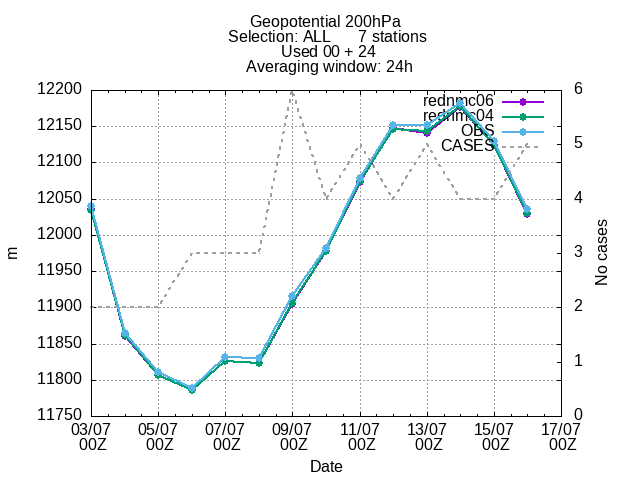 Geopotential 200hPa
Selection: ALL 7 stations
Used 00 + 24
Averaging window: 24h
rednmc06
rednmc04
OBS
CASES
12200
12150
12100
12050
12000
11950
11900
11850
11800
11750
m
6
5
4
3
2
1
0
No cases
03/07 05/07 07/07 09/07 11/07 13/07 15/07 17/07
00Z 00Z 00Z 00Z 00Z 00Z 00Z 00Z
Date